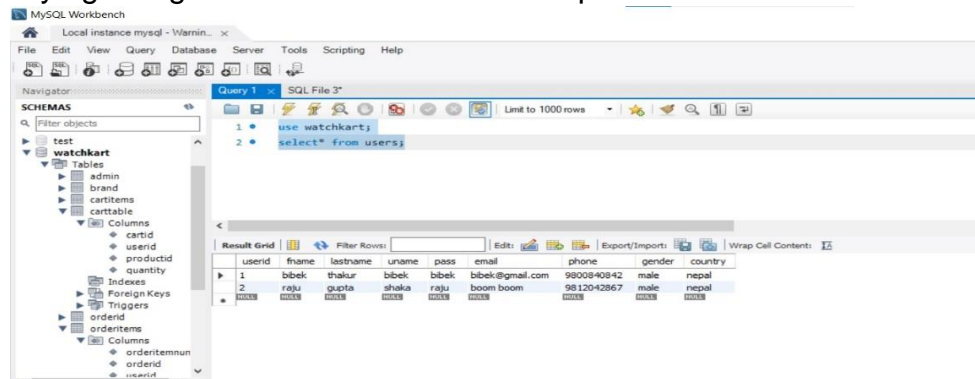 MySQL Workbench
Local instance mysql - Warnin... ×
File Edit View Query Database Server Tools Scripting Help
Navigator
Query 1 × SQL File 3*
SCHEMAS
Limit to 1000 rows
Filter objects
1 use watchkart;
2 select* from users;
test
watchkart
Tables
admin
brand
cartitems
carttable
Columns
cartid
userid
productid
quantity
Indexes
Foreign Keys
Triggers
orderid
orderitems
Columns
orderitemnun
orderid
userid
Result Grid Filter Rows: Edit: Export/Import: Wrap Cell Content:
userid fname lastname uname pass email phone gender country
1 bibek thakur bibek bibek bibek@gmail.com 9800840842 male nepal
2 raju gupta shaka raju boom boom 9812042867 male nepal
NULL NULL NULL NULL NULL NULL NULL NULL NULL